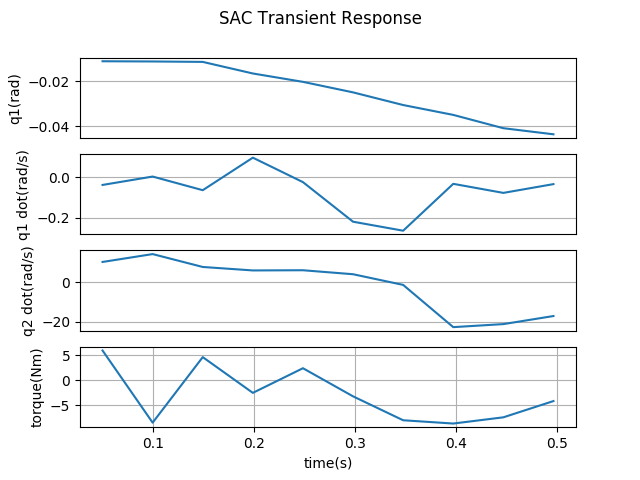 SAC Transient Response
−0.02
−0.04
q1(rad)
0.0
−0.2
q1 dot(rad/s)
0
−20
q2 dot(rad/s)
5
0
−5
torque(Nm)
0.1 0.2 0.3 0.4 0.5
time(s)